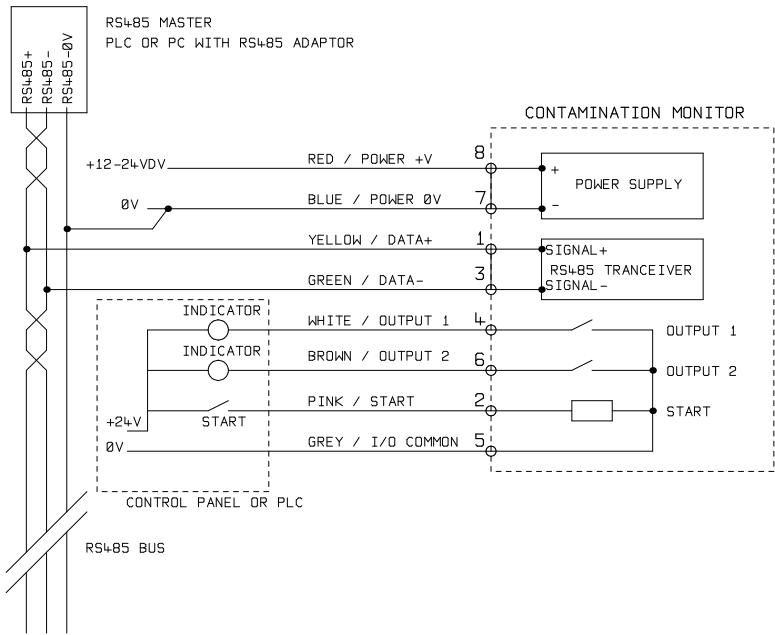 RS485 MASTER
PLC OR PC WITH RS485 ADAPTOR
RS485+
RS485-
RS485-0V
CONTAMINATION MONITOR
+12-24VDV
RED / POWER +V
8
+
POWER SUPPLY
0V
BLUE / POWER 0V
7
-
YELLOW / DATA+
1
SIGNAL+
RS485 TRANCEIVER
GREEN / DATA-
3
SIGNAL-
INDICATOR
WHITE / OUTPUT 1
4
OUTPUT 1
INDICATOR
BROWN / OUTPUT 2
6
OUTPUT 2
PINK / START
2
START
+24V
START
0V
GREY / I/O COMMON
5
CONTROL PANEL OR PLC
RS485 BUS